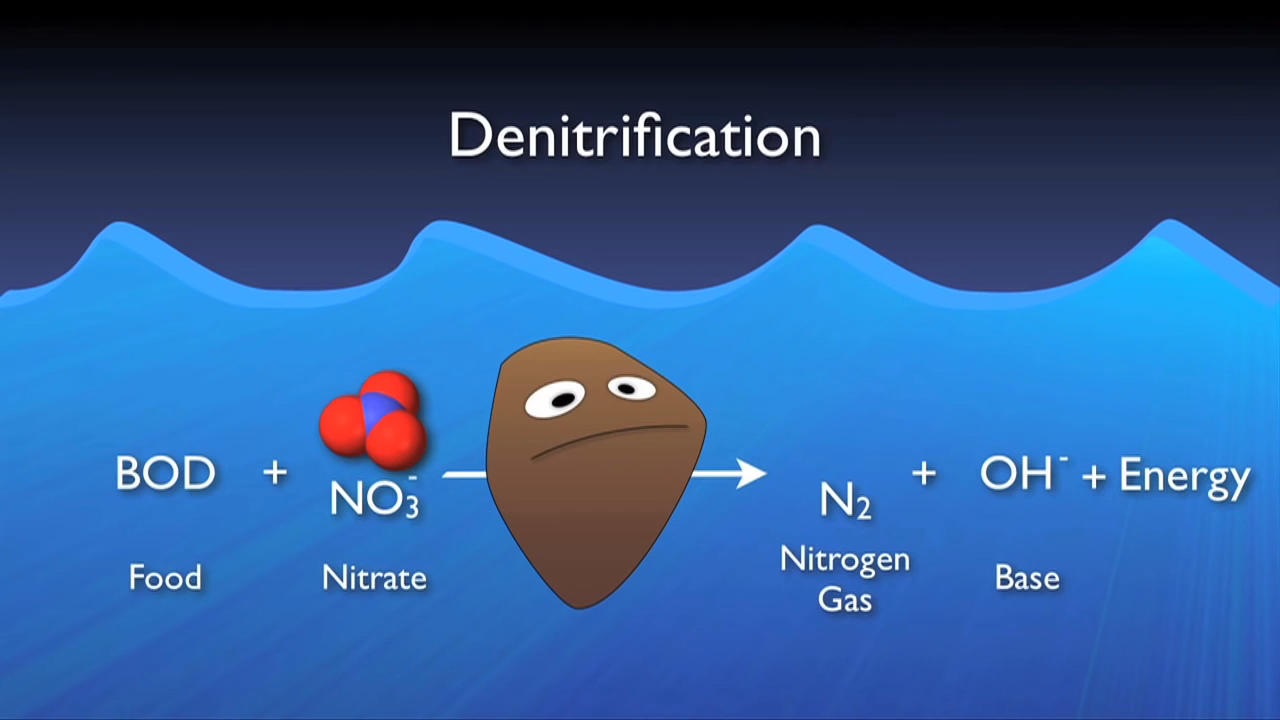 Denitrification
BOD + NO₃⁻ N₂ + OH⁻ + Energy
Food Nitrate Nitrogen Gas Base